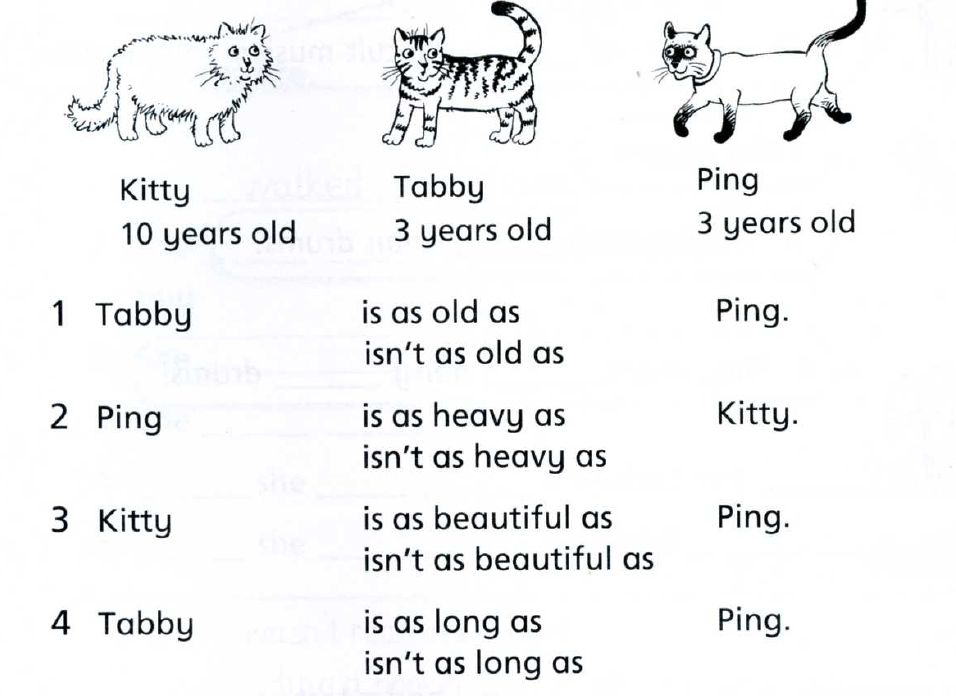 Kitty
10 years old
Tabby
3 years old
Ping
3 years old
1 Tabby is as old as Ping.
isn't as old as
2 Ping is as heavy as Kitty.
isn't as heavy as
3 Kitty is as beautiful as Ping.
isn't as beautiful as
4 Tabby is as long as Ping.
isn't as long as